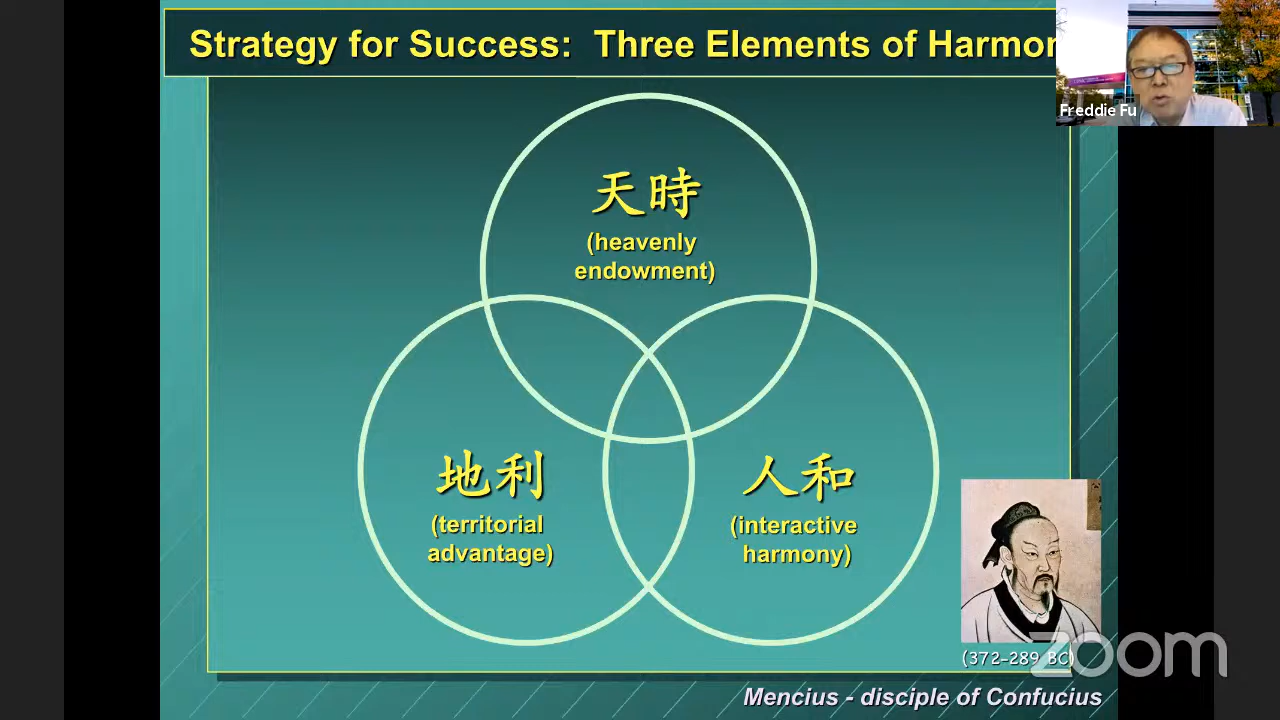 Strategy for Success: Three Elements of Harmon
Freddie Fu
天時
(heavenly
endowment)
地利
(territorial
advantage)
人和
(interactive
harmony)
(372-289 BC)
zoom
Mencius - disciple of Confucius